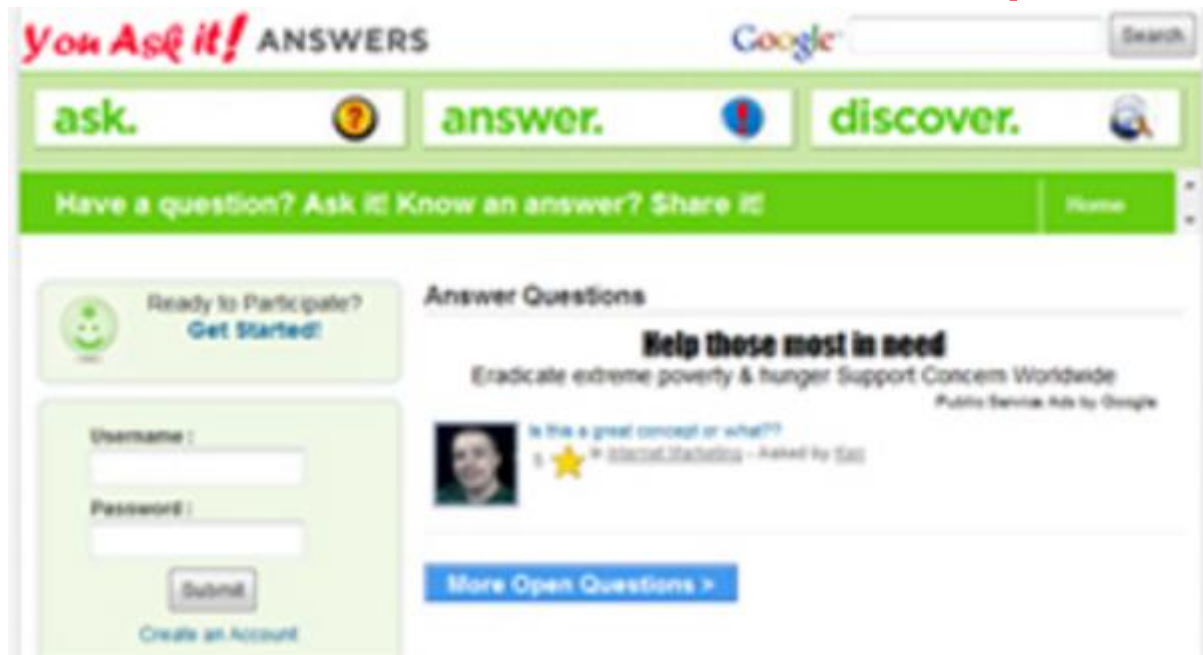 You Ask it! ANSWERS
Google Search
ask. answer. discover.
Have a question? Ask it! Know an answer? Share it!
Home
Ready to Participate?
Get Started!
Username :
Password :
Submit
Create an Account
Answer Questions
Help those most in need
Eradicate extreme poverty & hunger Support Concern Worldwide
Public Service Ads by Google
Is this a great concept or what??
5 in Internet Marketing - Asked by Ken
More Open Questions >